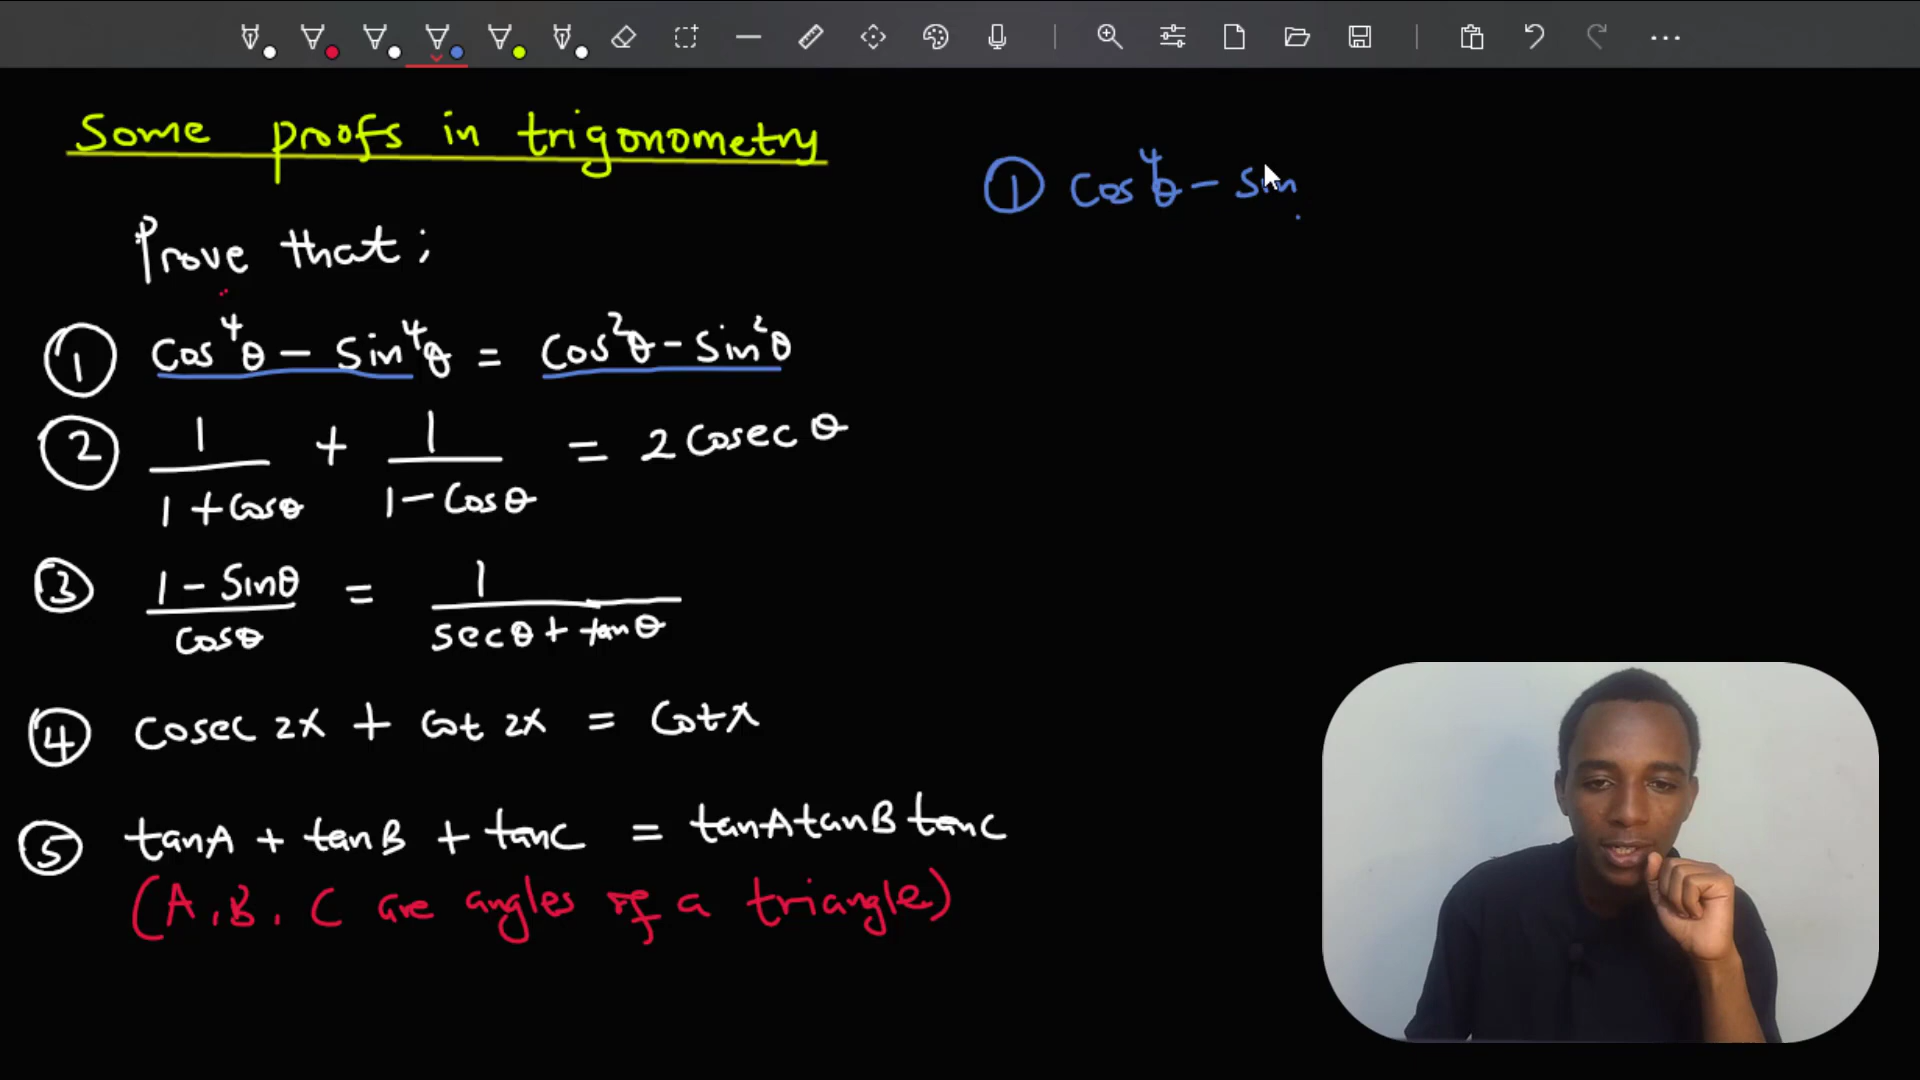 Some proofs in trigonometry
Prove that;
① cos⁴θ - sin⁴θ = cos²θ - sin²θ
② 1/(1 + cosθ) + 1/(1 - cosθ) = 2 cosec θ
③ (1 - sinθ)/cosθ = 1/(secθ + tanθ)
④ cosec 2x + cot 2x = cot x
⑤ tanA + tanB + tanC = tanA tanB tanC
(A, B, C are angles of a triangle)
① cos⁴θ - sin